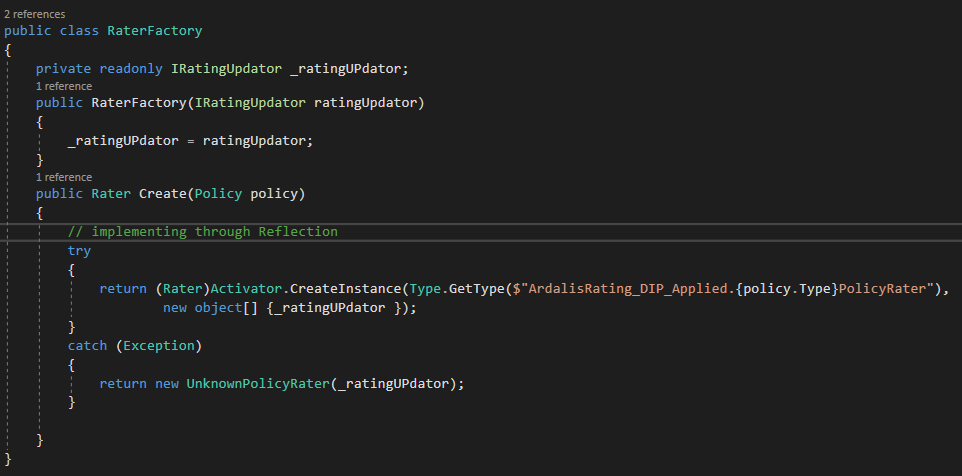 2 references
public class RaterFactory
{
private readonly IRatingUpdator _ratingUPdator;
1 reference
public RaterFactory(IRatingUpdator ratingUpdator)
{
_ratingUPdator = ratingUpdator;
}
1 reference
public Rater Create(Policy policy)
{
// implementing through Reflection
try
{
return (Rater)Activator.CreateInstance(Type.GetType($"ArdalisRating_DIP_Applied.{policy.Type}PolicyRater"),
new object[] {_ratingUPdator });
}
catch (Exception)
{
return new UnknownPolicyRater(_ratingUPdator);
}
}
}